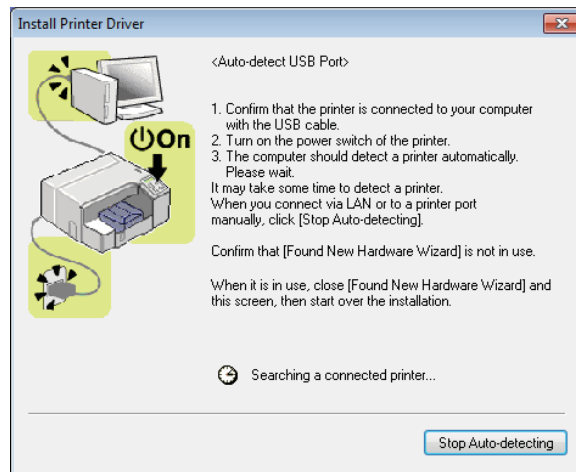 Install Printer Driver
<Auto-detect USB Port>
On
1. Confirm that the printer is connected to your computer
with the USB cable.
2. Turn on the power switch of the printer.
3. The computer should detect a printer automatically.
Please wait.
It may take some time to detect a printer.
When you connect via LAN or to a printer port
manually, click [Stop Auto-detecting].
Confirm that [Found New Hardware Wizard] is not in use.
When it is in use, close [Found New Hardware Wizard] and
this screen, then start over the installation.
Searching a connected printer...
Stop Auto-detecting